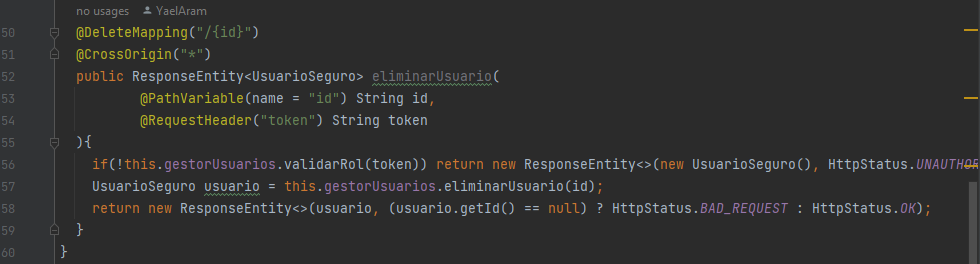 no usages YaelAram
50 @DeleteMapping("/{id}")
51 @CrossOrigin("*")
52 public ResponseEntity<UsuarioSeguro> eliminarUsuario(
53 @PathVariable(name = "id") String id,
54 @RequestHeader("token") String token
55 ){
56 if(!this.gestorUsuarios.validarRol(token)) return new ResponseEntity<>(new UsuarioSeguro(), HttpStatus.UNAUTHOR
57 UsuarioSeguro usuario = this.gestorUsuarios.eliminarUsuario(id);
58 return new ResponseEntity<>(usuario, (usuario.getId() == null) ? HttpStatus.BAD_REQUEST : HttpStatus.OK);
59 }
60 }